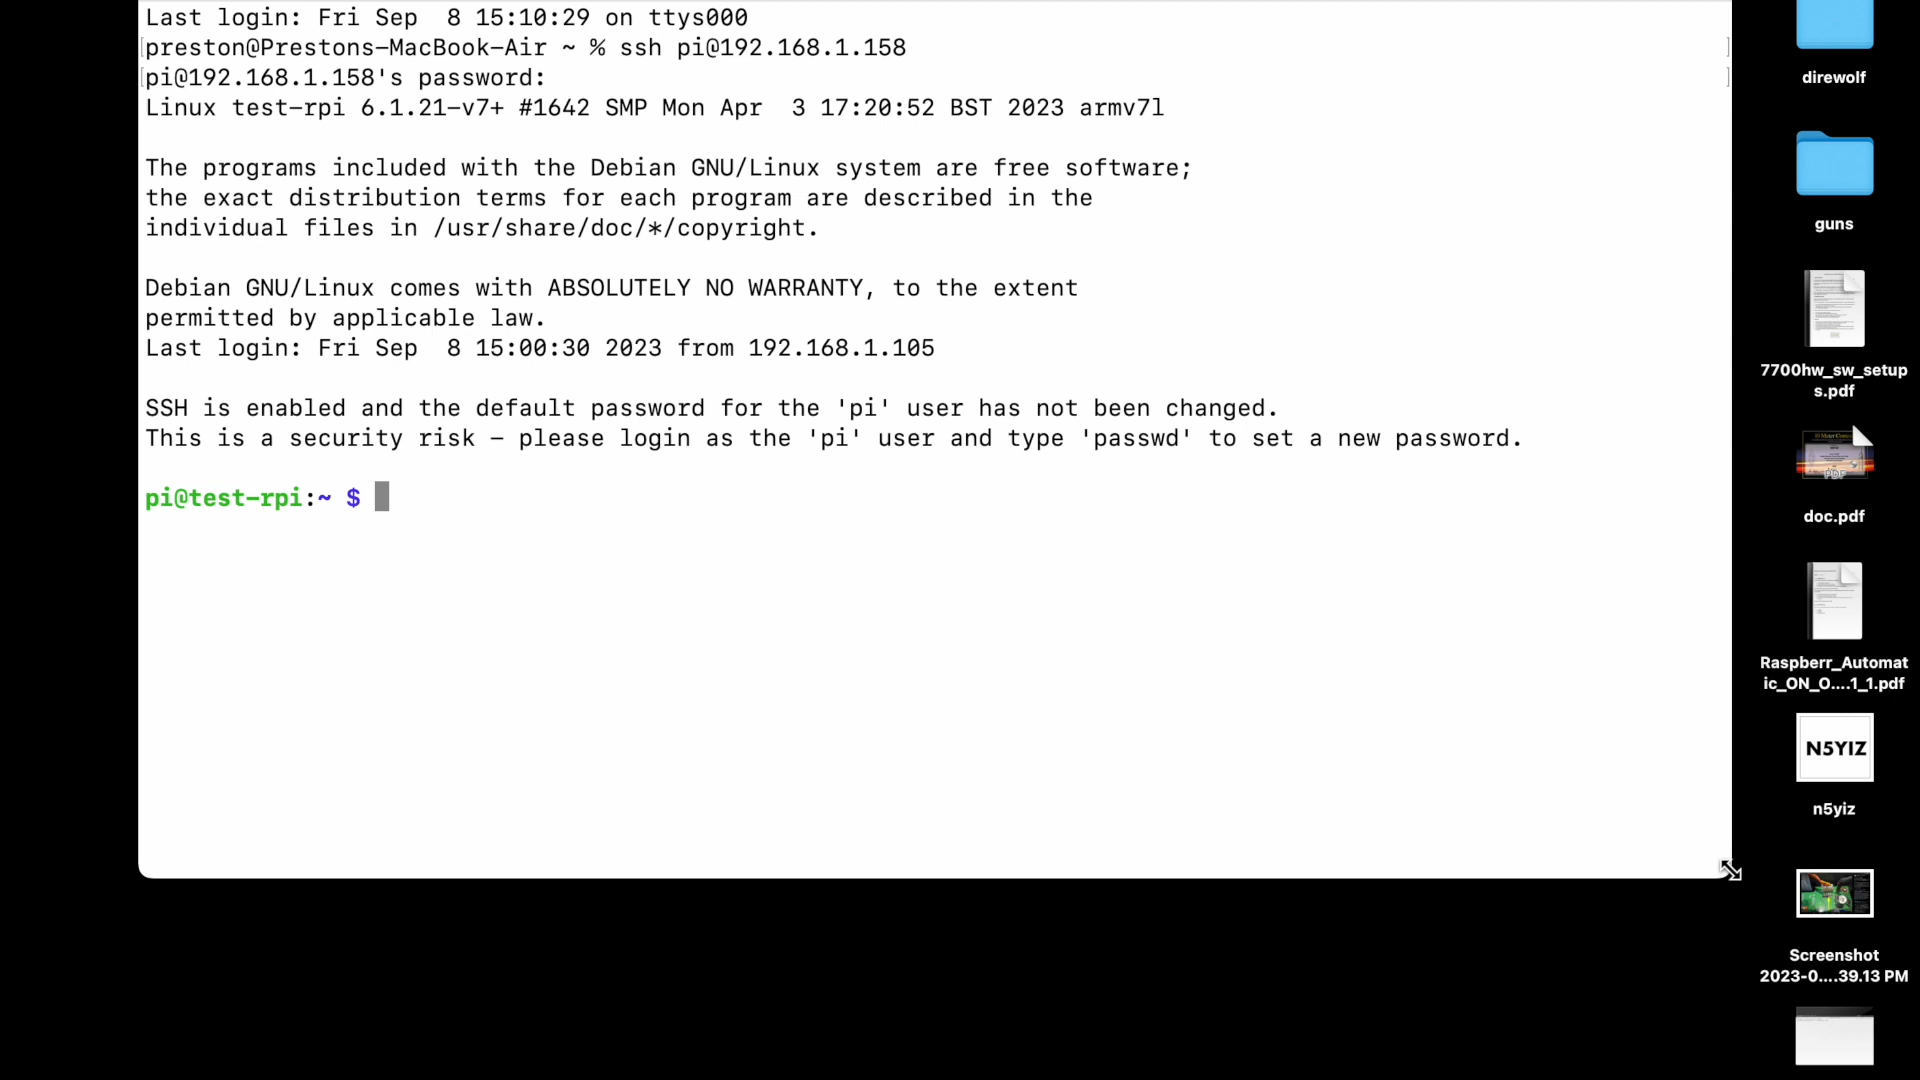 Last login: Fri Sep  8 15:10:29 on ttys000
[preston@Prestons-MacBook-Air ~ % ssh pi@192.168.1.158 ]
[pi@192.168.1.158's password: ]
Linux test-rpi 6.1.21-v7+ #1642 SMP Mon Apr  3 17:20:52 BST 2023 armv7l

The programs included with the Debian GNU/Linux system are free software;
the exact distribution terms for each program are described in the
individual files in /usr/share/doc/*/copyright.

Debian GNU/Linux comes with ABSOLUTELY NO WARRANTY, to the extent
permitted by applicable law.
Last login: Fri Sep  8 15:00:30 2023 from 192.168.1.105

SSH is enabled and the default password for the 'pi' user has not been changed.
This is a security risk - please login as the 'pi' user and type 'passwd' to set a new password.

pi@test-rpi:~ $
direwolf
guns
7700hw_sw_setup
s.pdf
PDF
doc.pdf
Raspberr_Automat
ic_ON_O....1_1.pdf
N5YIZ
n5yiz
Screenshot
2023-0....39.13 PM